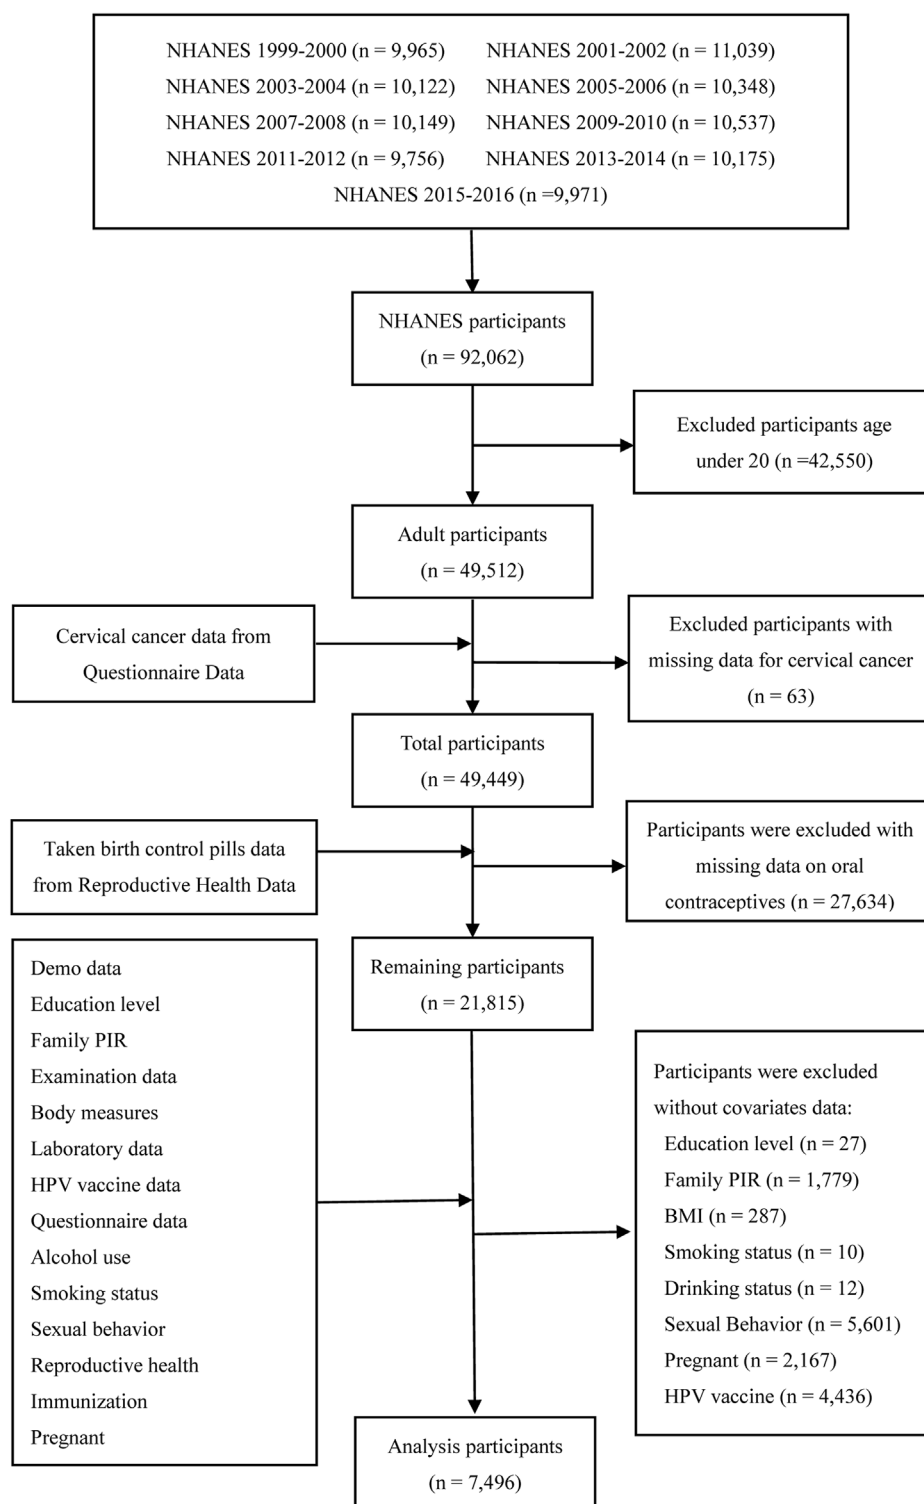 NHANES 1999-2000 (n = 9,965) NHANES 2001-2002 (n = 11,039)
NHANES 2003-2004 (n = 10,122) NHANES 2005-2006 (n = 10,348)
NHANES 2007-2008 (n = 10,149) NHANES 2009-2010 (n = 10,537)
NHANES 2011-2012 (n = 9,756) NHANES 2013-2014 (n = 10,175)
NHANES 2015-2016 (n =9,971)
NHANES participants
(n = 92,062)
Excluded participants age
under 20 (n =42,550)
Adult participants
(n = 49,512)
Cervical cancer data from
Questionnaire Data
Excluded participants with
missing data for cervical cancer
(n = 63)
Total participants
(n = 49,449)
Taken birth control pills data
from Reproductive Health Data
Participants were excluded with
missing data on oral
contraceptives (n = 27,634)
Remaining participants
(n = 21,815)
Demo data
Education level
Family PIR
Examination data
Body measures
Laboratory data
HPV vaccine data
Questionnaire data
Alcohol use
Smoking status
Sexual behavior
Reproductive health
Immunization
Pregnant
Participants were excluded
without covariates data:
Education level (n = 27)
Family PIR (n = 1,779)
BMI (n = 287)
Smoking status (n = 10)
Drinking status (n = 12)
Sexual Behavior (n = 5,601)
Pregnant (n = 2,167)
HPV vaccine (n = 4,436)
Analysis participants
(n = 7,496)